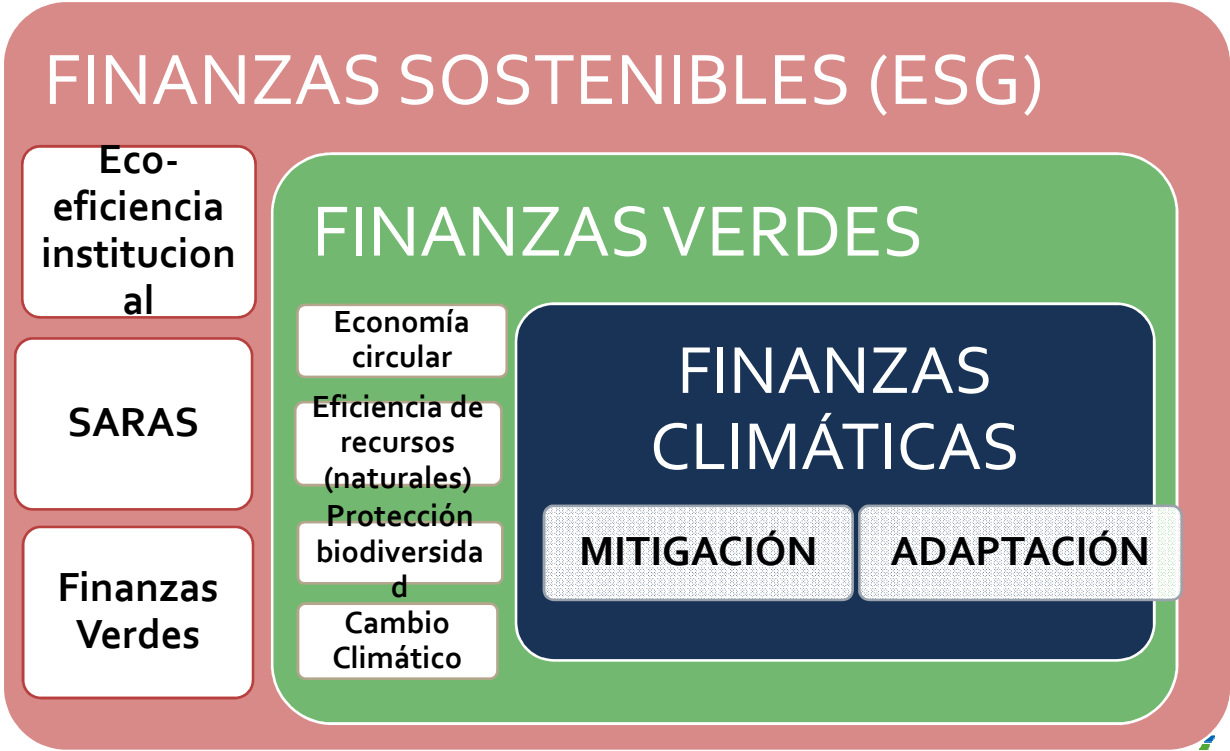 FINANZAS SOSTENIBLES (ESG)
Eco-
eficiencia
institucion
al
SARAS
Finanzas
Verdes
FINANZAS VERDES
Economía
circular
Eficiencia de
recursos
(naturales)
Protección
biodiversida
d
Cambio
Climático
FINANZAS
CLIMÁTICAS
MITIGACIÓN
ADAPTACIÓN